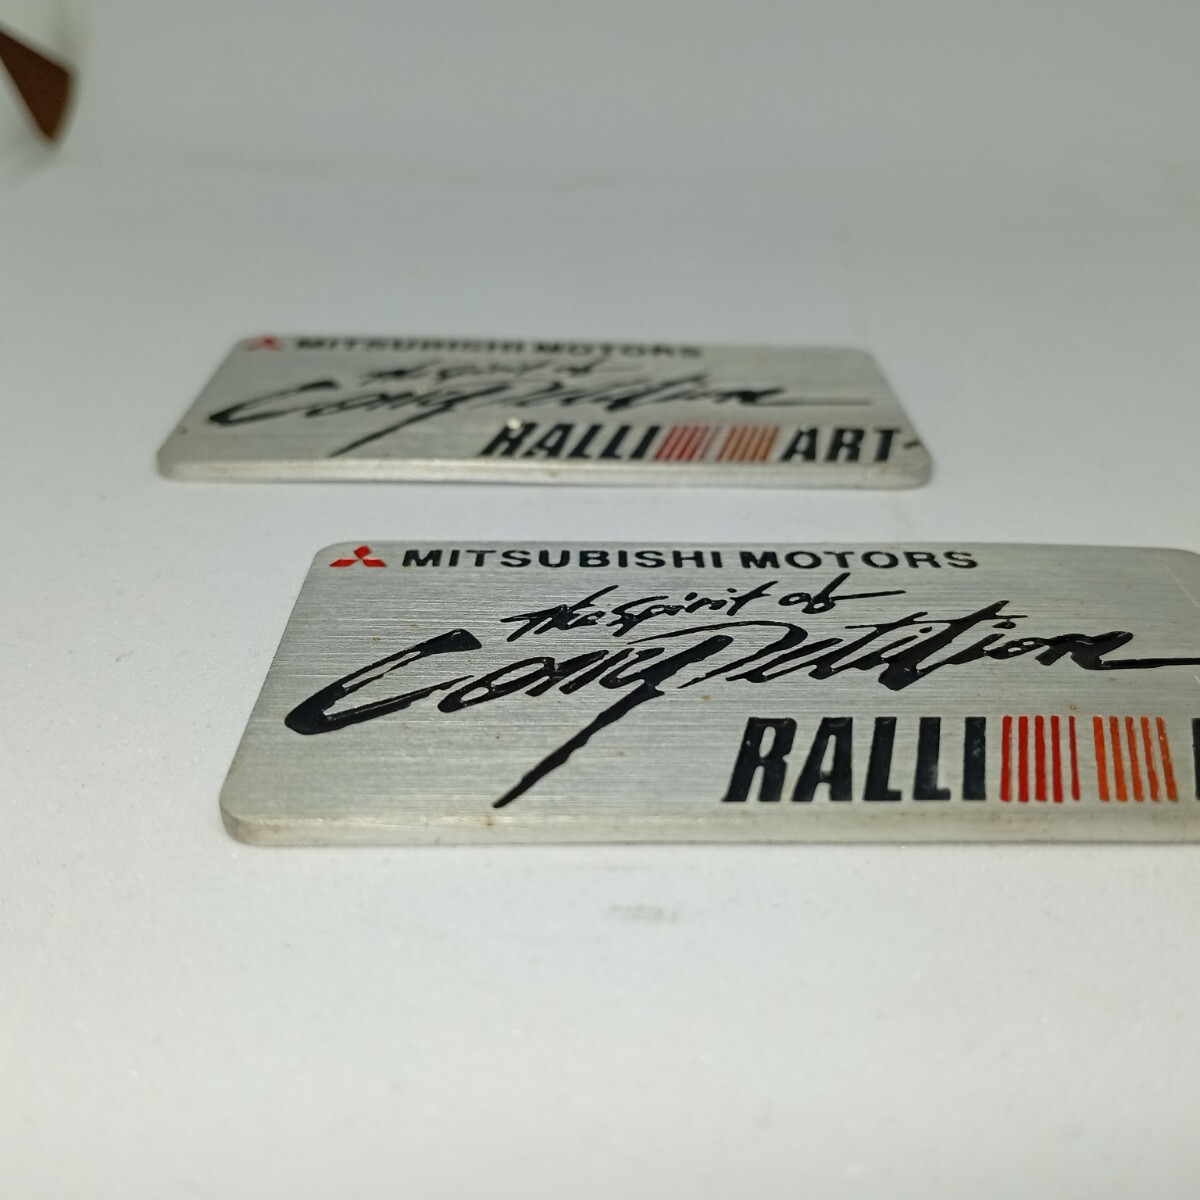 MITSUBISHI MOTORS
The Spirit of
Competition
RALLI ART
MITSUBISHI MOTORS
The Spirit of
Competition
RALLI